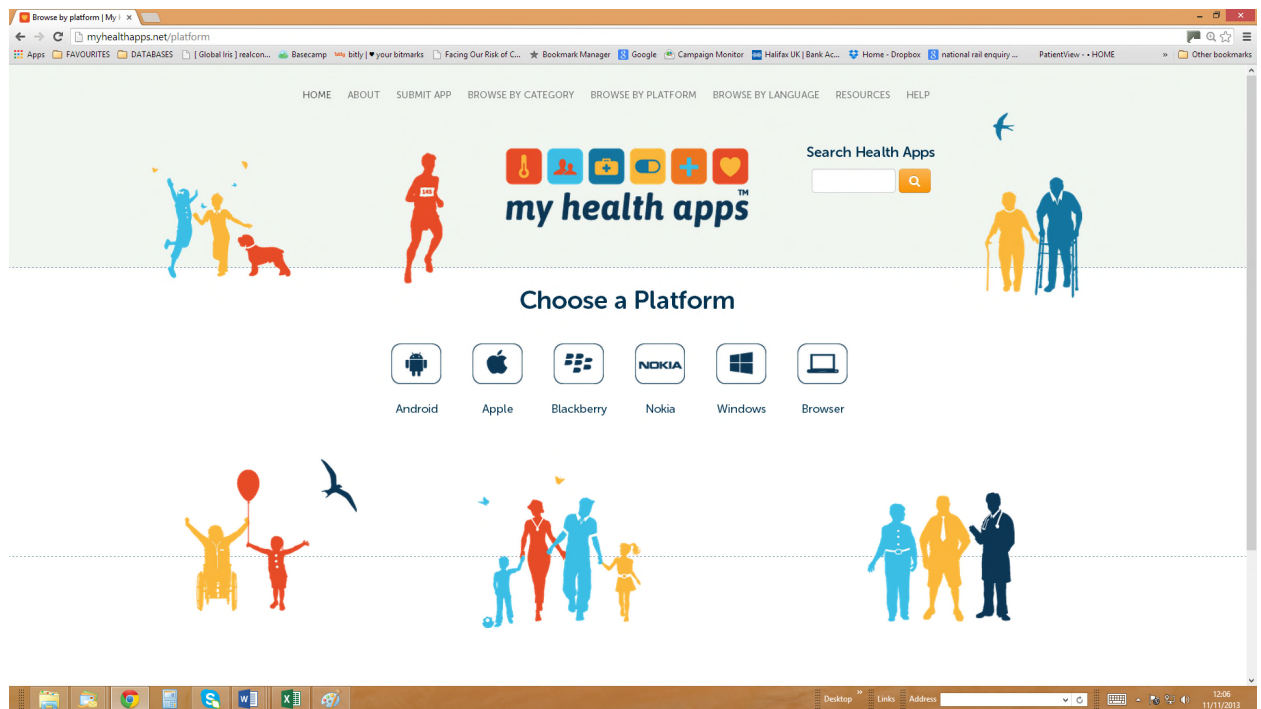 Browse by platform | My H
myhealthapps.net/platform
Apps FAVOURITES DATABASES [ Global Iris ] realcon... Basecamp bitly | ♥ your bitmarks Facing Our Risk of C... Bookmark Manager Google Campaign Monitor Halifax UK | Bank Ac... Home - Dropbox national rail enquiry ... PatientView - • HOME » Other bookmarks
HOME ABOUT SUBMIT APP BROWSE BY CATEGORY BROWSE BY PLATFORM BROWSE BY LANGUAGE RESOURCES HELP
Search Health Apps
145
my health apps™
Choose a Platform
NOKIA
Android Apple Blackberry Nokia Windows Browser
Desktop » Links Address
12:06
11/11/2013